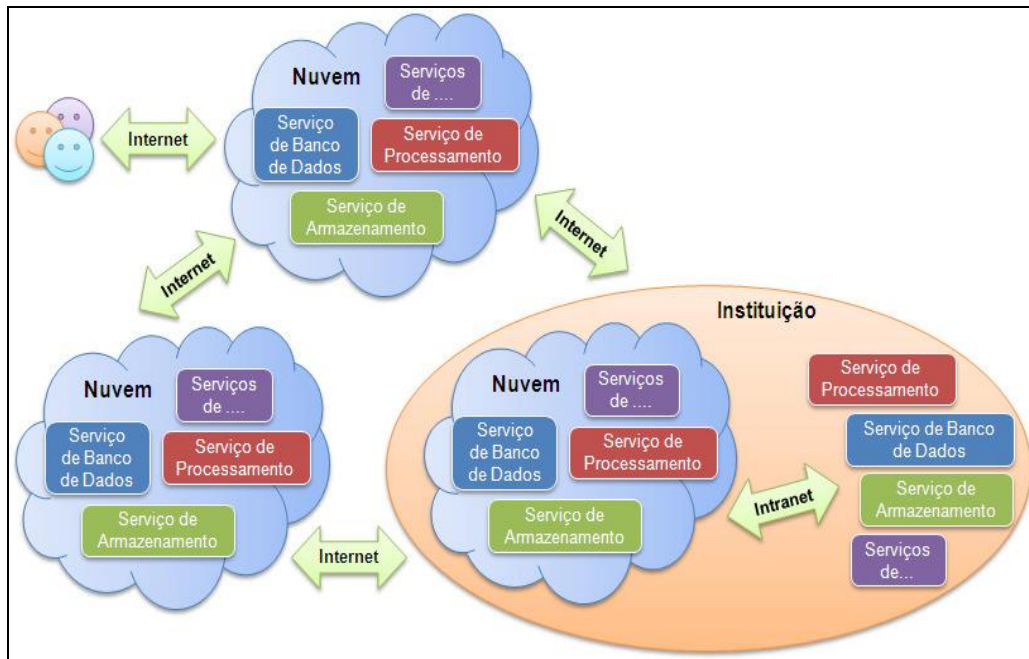 Nuvem
Serviços
de ....
Serviço
de Banco
de Dados
Serviço de
Processamento
Serviço de
Armazenamento
Internet
Internet
Internet
Nuvem
Serviços
de ....
Serviço
de Banco
de Dados
Serviço de
Processamento
Serviço de
Armazenamento
Internet
Instituição
Nuvem
Serviços
de ....
Serviço
de Banco
de Dados
Serviço de
Processamento
Serviço de
Armazenamento
Intranet
Serviço de
Processamento
Serviço de Banco
de Dados
Serviço de
Armazenamento
Serviços
de...